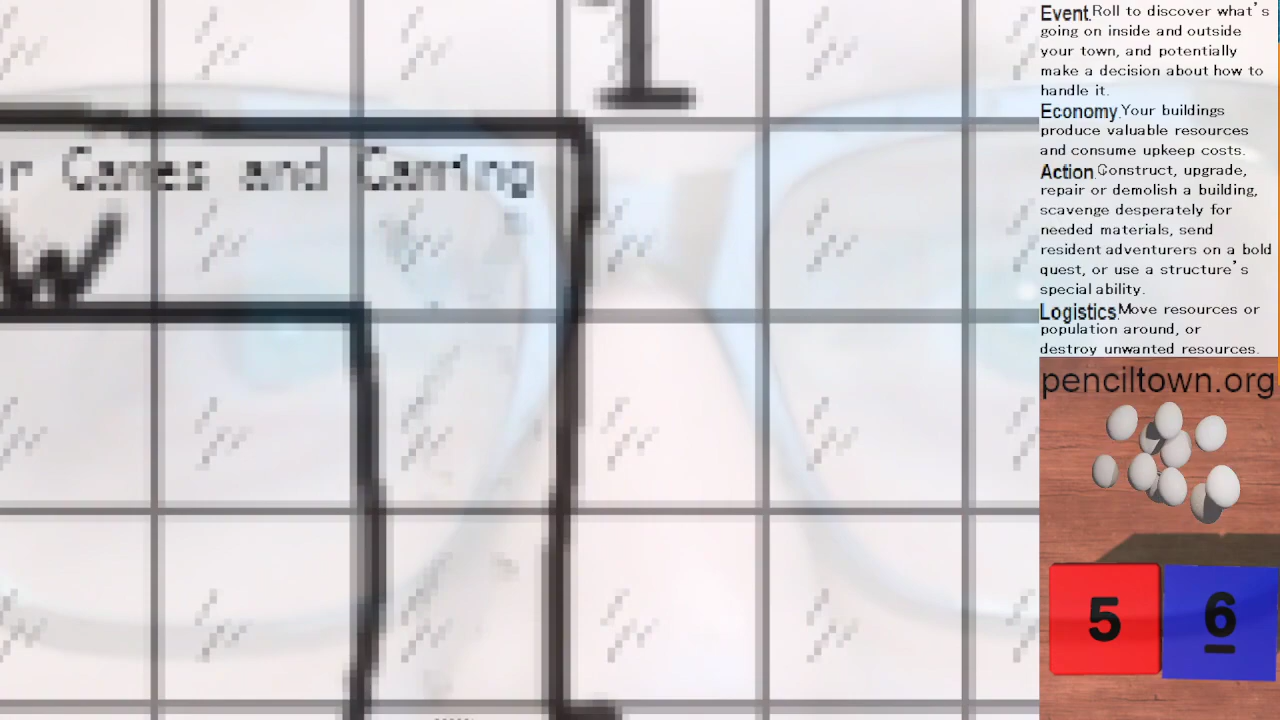 1
Games and Gaming
W
Event Roll to discover what's
going on inside and outside
your town, and potentially
make a decision about how to
handle it.
Economy Your buildings
produce valuable resources
and consume upkeep costs.
Action Construct, upgrade,
repair or demolish a building,
scavenge desperately for
needed materials, send
resident adventurers on a bold
quest, or use a structure's
special ability.
Logistics Move resources or
population around, or
destroy unwanted resources.
penciltown.org
5 6